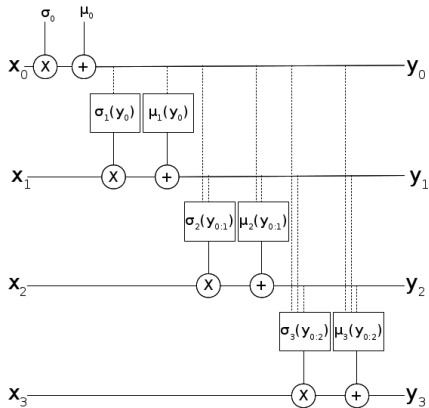 σ₀ μ₀
x₀ X + y₀
σ₁(y₀) μ₁(y₀)
x₁ X + y₁
σ₂(y₀:₁) μ₂(y₀:₁)
x₂ X + y₂
σ₃(y₀:₂) μ₃(y₀:₂)
x₃ X + y₃